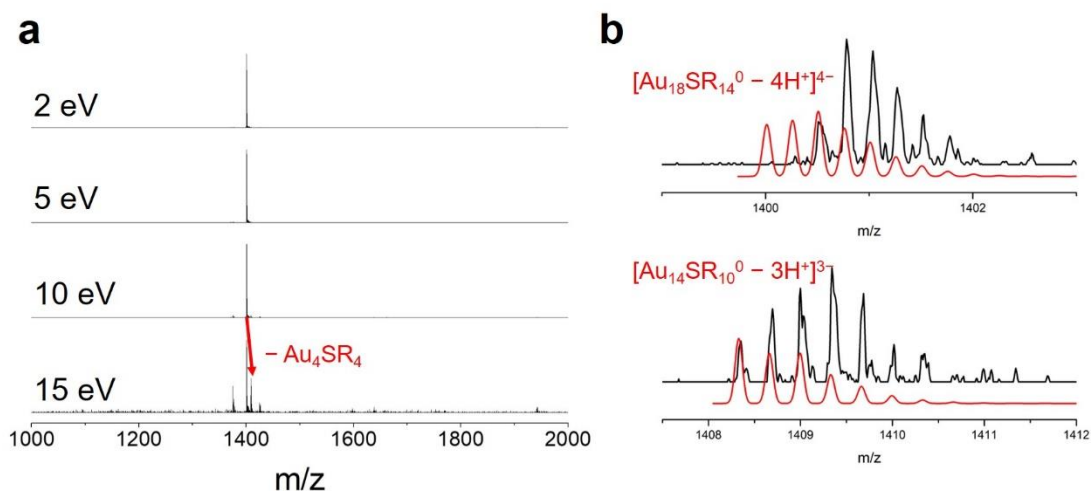 a
2 eV
5 eV
10 eV
– Au₄SR₄
15 eV
1000 1200 1400 1600 1800 2000
m/z
b
[Au₁₈SR₁₄⁰ – 4H⁺]⁴⁻
1400 1402
m/z
[Au₁₄SR₁₀⁰ – 3H⁺]³⁻
1408 1409 1410 1411 1412
m/z